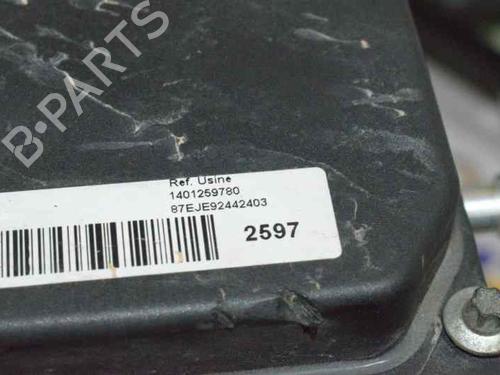 B-PARTS
Ref. Usine
1401259780
87EJE92442403
2597